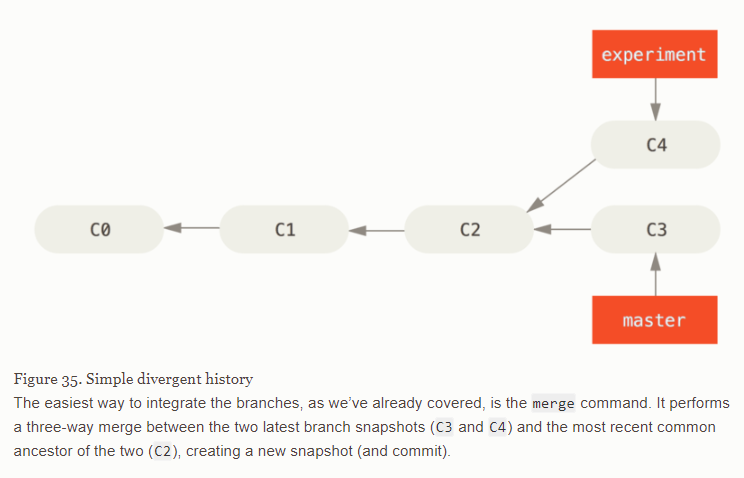 experiment
C4
C0 C1 C2 C3
master
Figure 35. Simple divergent history
The easiest way to integrate the branches, as we’ve already covered, is the merge command. It performs
a three-way merge between the two latest branch snapshots (C3 and C4) and the most recent common
ancestor of the two (C2), creating a new snapshot (and commit).